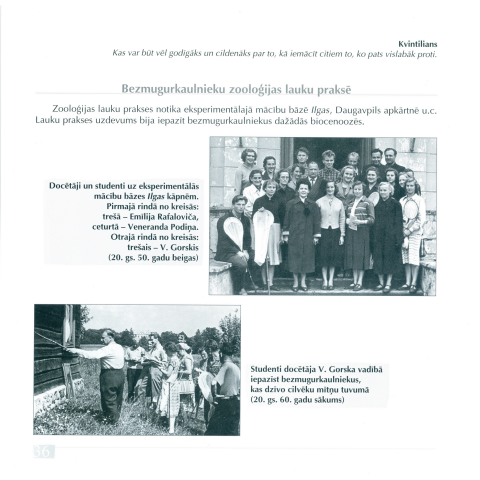 Kvintilians
Kas var būt vēl godīgāks un cildenāks par to, kā iemācīt citiem to, ko pats vislabāk proti.
Bezmugurkaulnieku zooloģijas lauku praksē
Zooloģijas lauku prakses notika eksperimentālajā mācību bāzē Ilgas, Daugavpils apkārtnē u.c.
Lauku prakses uzdevums bija iepazīt bezmugurkaulniekus dažādās biocenozēs.
Docētāji un studenti uz eksperimentālās
mācību bāzes Ilgas kāpnēm.
Pirmajā rindā no kreisās:
trešā – Emīlija Rafaloviča,
ceturtā – Veneranda Podiņa.
Otrajā rindā no kreisās:
trešais – V. Gorskis
(20. gs. 50. gadu beigas)
Studenti docētāja V. Gorska vadībā
iepazīst bezmugurkaulniekus,
kas dzīvo cilvēku mītņu tuvumā
(20. gs. 60. gadu sākums)
36